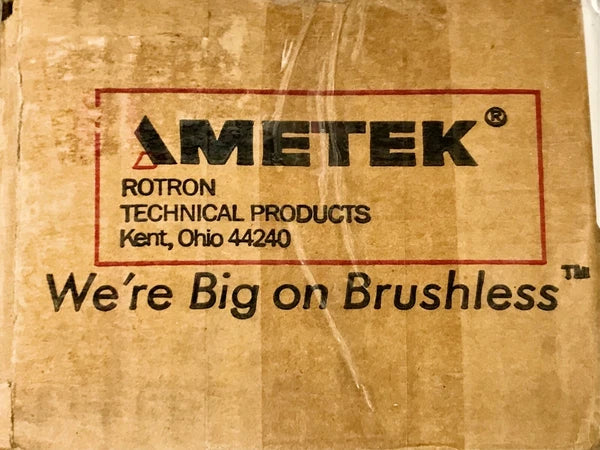 AMETEK®
ROTRON
TECHNICAL PRODUCTS
Kent, Ohio 44240
We're Big on Brushless™